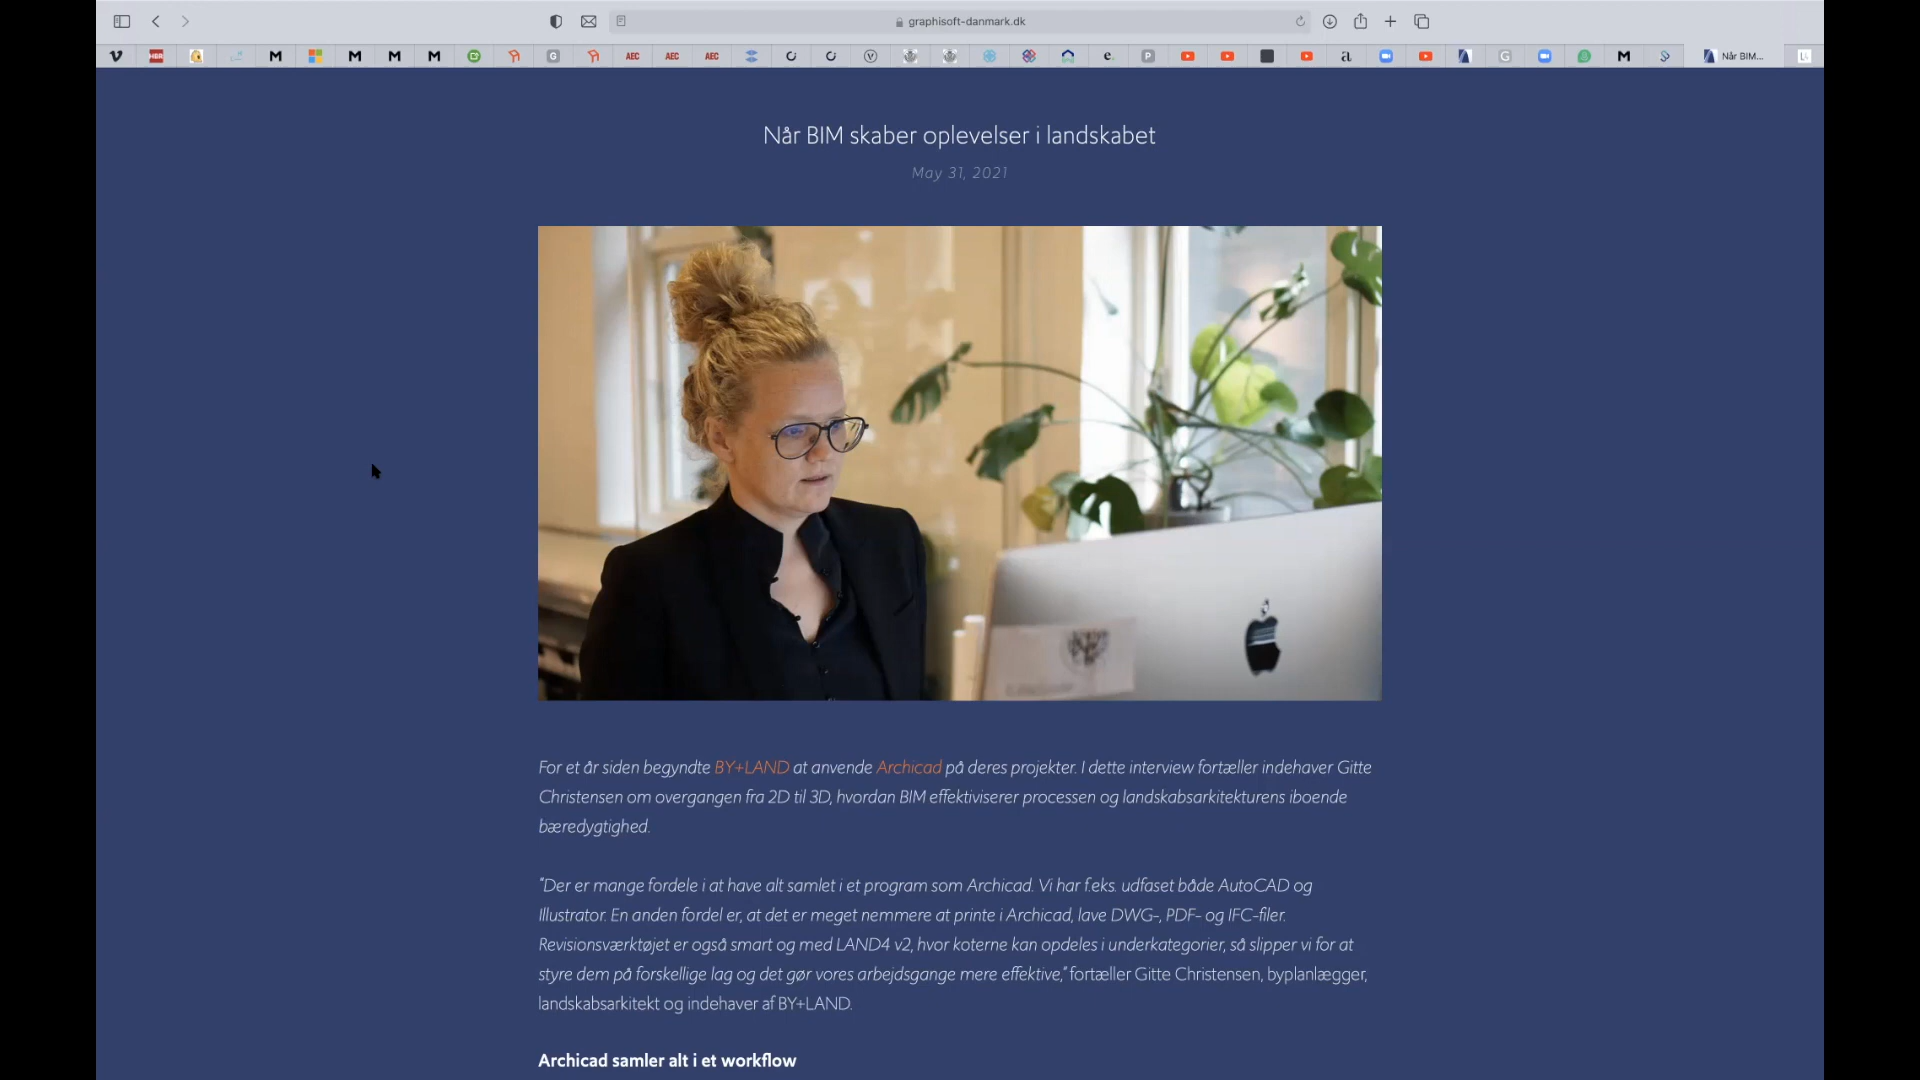 graphisoft-danmark.dk
HER
AEC AEC AEC
e.
P
a
G
Når BIM...
Når BIM skaber oplevelser i landskabet
May 31, 2021
For et år siden begyndte BY+LAND at anvende Archicad på deres projekter. I dette interview fortæller indehaver Gitte
Christensen om overgangen fra 2D til 3D, hvordan BIM effektiviserer processen og landskabsarkitekturens iboende
bæredygtighed.
"Der er mange fordele i at have alt samlet i et program som Archicad. Vi har f.eks. udfaset både AutoCAD og
Illustrator. En anden fordel er, at det er meget nemmere at printe i Archicad, lave DWG-, PDF- og IFC-filer.
Revisionsværktøjet er også smart og med LAND4 v2, hvor koterne kan opdeles i underkategorier, så slipper vi for at
styre dem på forskellige lag og det gør vores arbejdsgange mere effektive," fortæller Gitte Christensen, byplanlægger,
landskabsarkitekt og indehaver af BY+LAND.
Archicad samler alt i et workflow